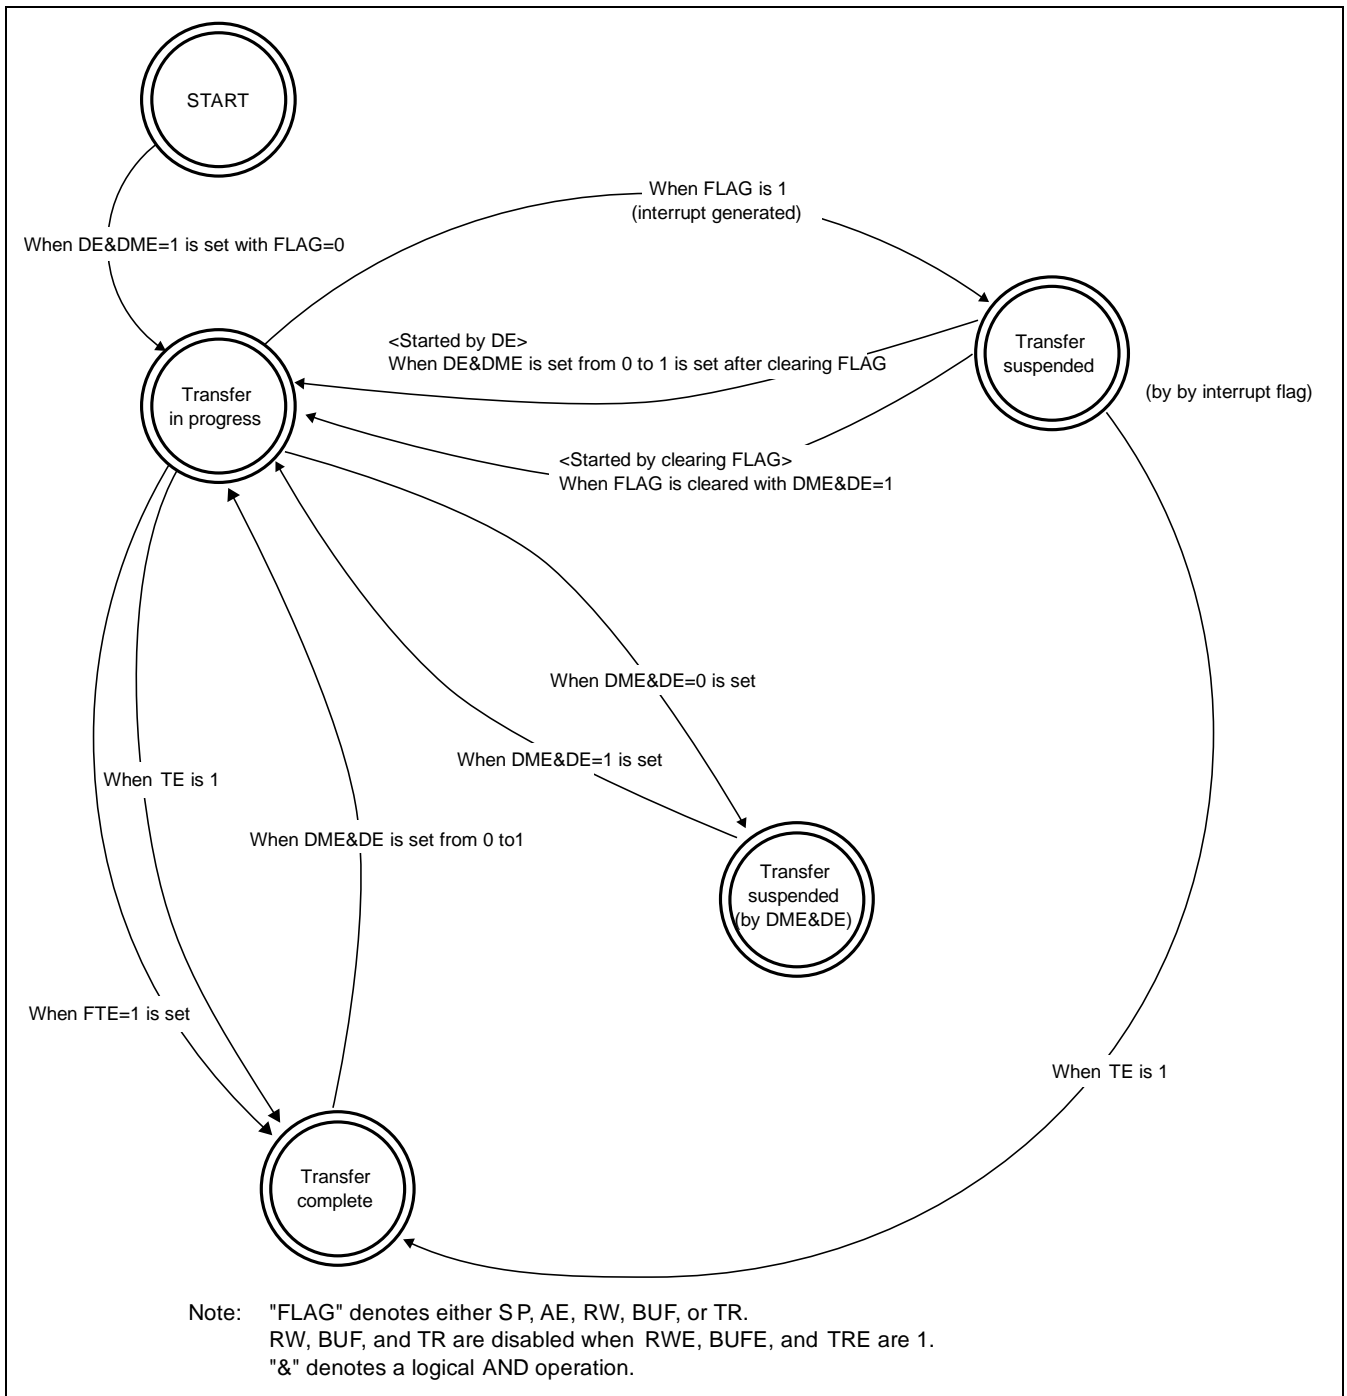 START
When FLAG is 1
(interrupt generated)
When DE&DME=1 is set with FLAG=0
<Started by DE>
When DE&DME is set from 0 to 1 is set after clearing FLAG
Transfer
suspended
(by by interrupt flag)
Transfer
in progress
<Started by clearing FLAG>
When FLAG is cleared with DME&DE=1
When DME&DE=0 is set
When DME&DE=1 is set
When TE is 1
When DME&DE is set from 0 to1
Transfer
suspended
(by DME&DE)
When FTE=1 is set
When TE is 1
Transfer
complete
Note: "FLAG" denotes either SP, AE, RW, BUF, or TR.
RW, BUF, and TR are disabled when RWE, BUFE, and TRE are 1.
"&" denotes a logical AND operation.